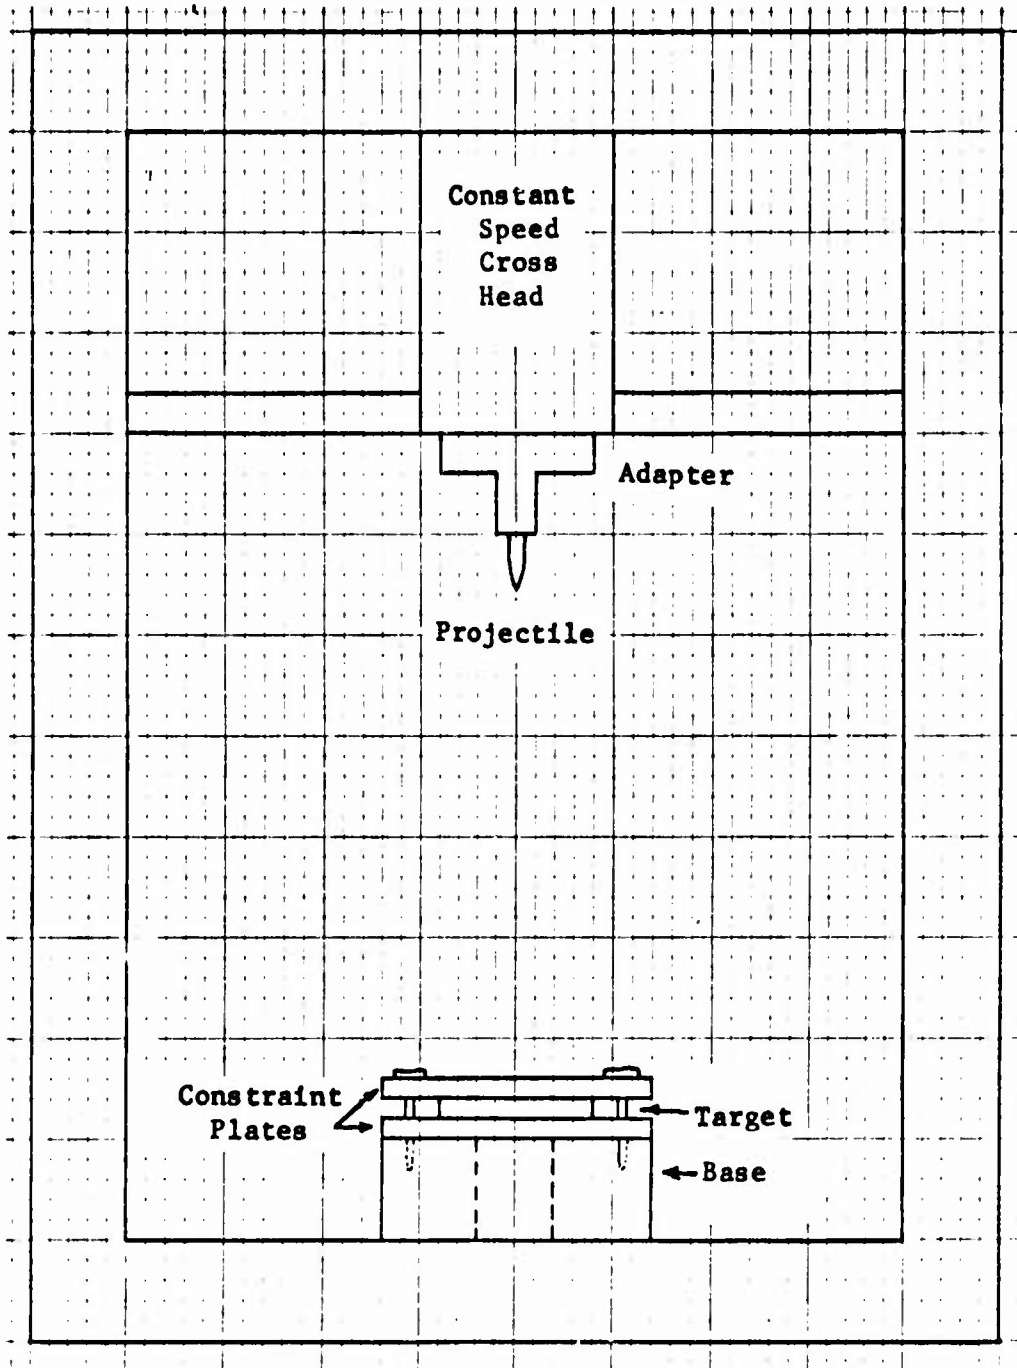 Constant
Speed
Cross
Head
Adapter
Projectile
Constraint
Plates
Target
Base